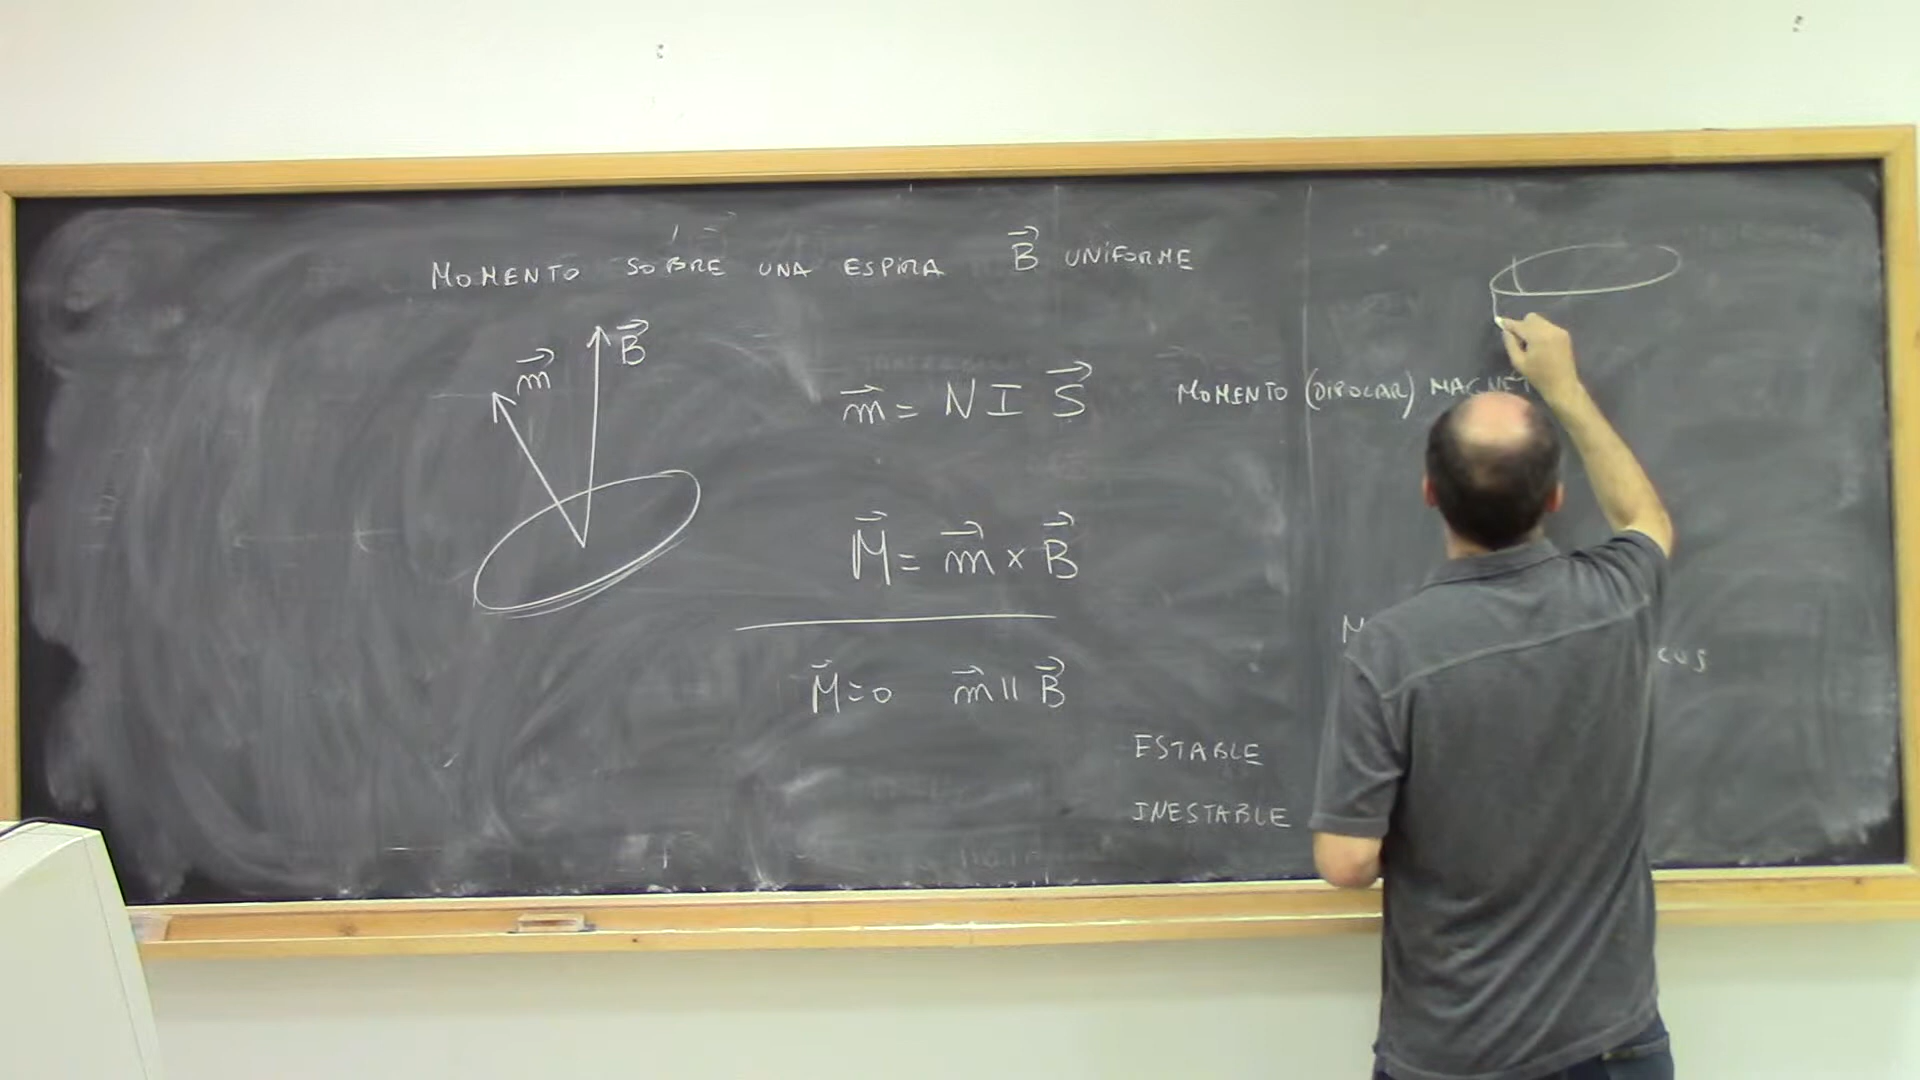 MOMENTO SOBRE UNA ESPIRA B⃗ UNIFORME
m⃗ B⃗
m⃗ = N I S⃗ MOMENTO (DIPOLAR)
M⃗ = m⃗ × B⃗
M⃗ = 0 m⃗ || B⃗
ESTABLE
INESTABLE